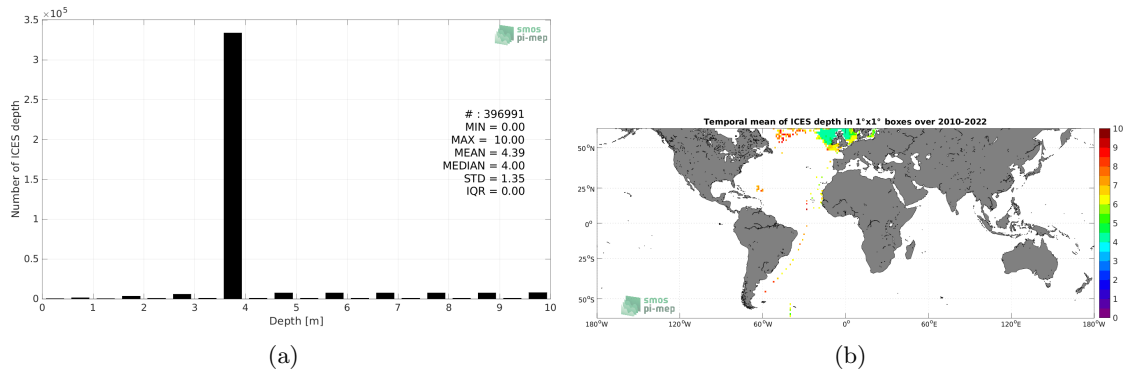 3.5
×10⁵
3
2.5
2
1.5
1
0.5
0
Number of ICES depth
0 1 2 3 4 5 6 7 8 9 10
Depth [m]
smos
pi-mep
# : 396991
MIN = 0.00
MAX = 10.00
MEAN = 4.39
MEDIAN = 4.00
STD = 1.35
IQR = 0.00
(a)
Temporal mean of ICES depth in 1°x1° boxes over 2010-2022
50°N
25°N
0°
25°S
50°S
180°W 120°W 60°W 0° 60°E 120°E 180°W
smos
pi-mep
10
9
8
7
6
5
4
3
2
1
0
(b)